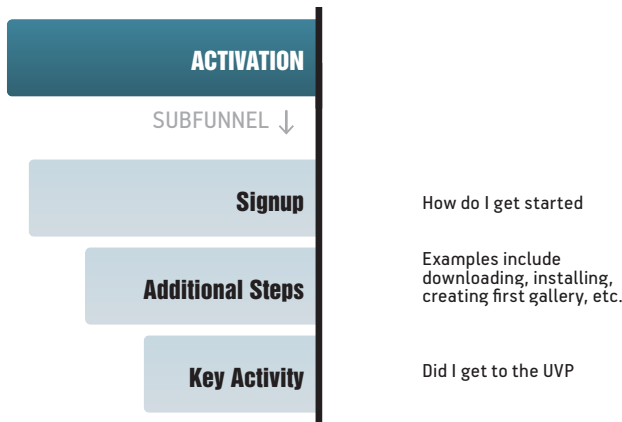 ACTIVATION
SUBFUNNEL ↓
Signup
How do I get started
Additional Steps
Examples include
downloading, installing,
creating first gallery, etc.
Key Activity
Did I get to the UVP